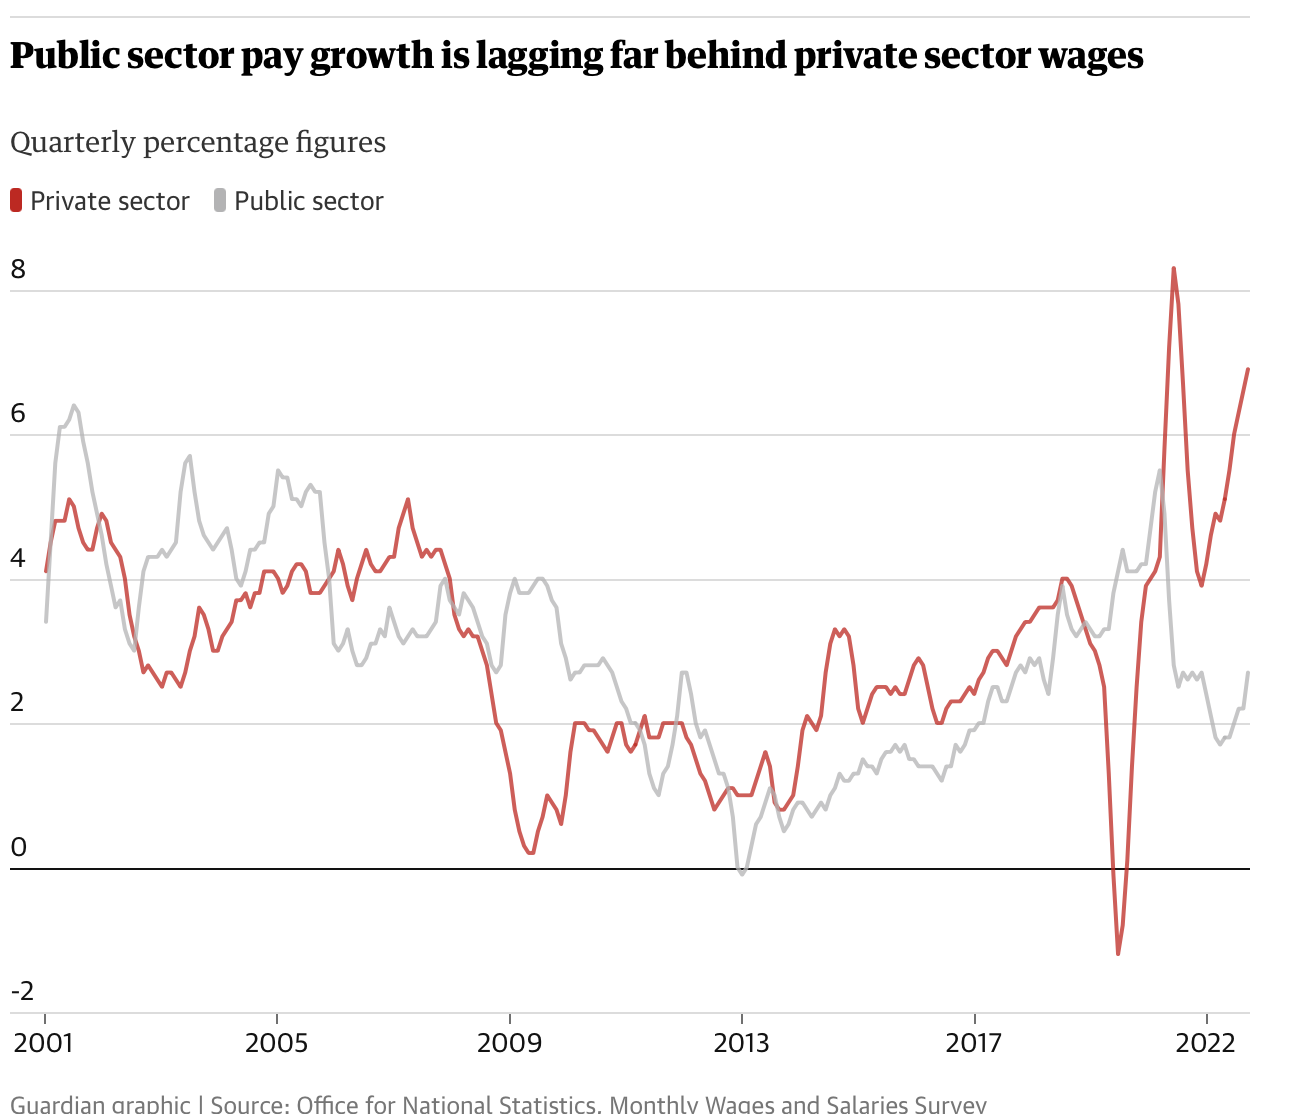 Public sector pay growth is lagging far behind private sector wages
Quarterly percentage figures
Private sector Public sector
8
6
4
2
0
-2
2001 2005 2009 2013 2017 2022
Guardian graphic | Source: Office for National Statistics, Monthly Wages and Salaries Survey